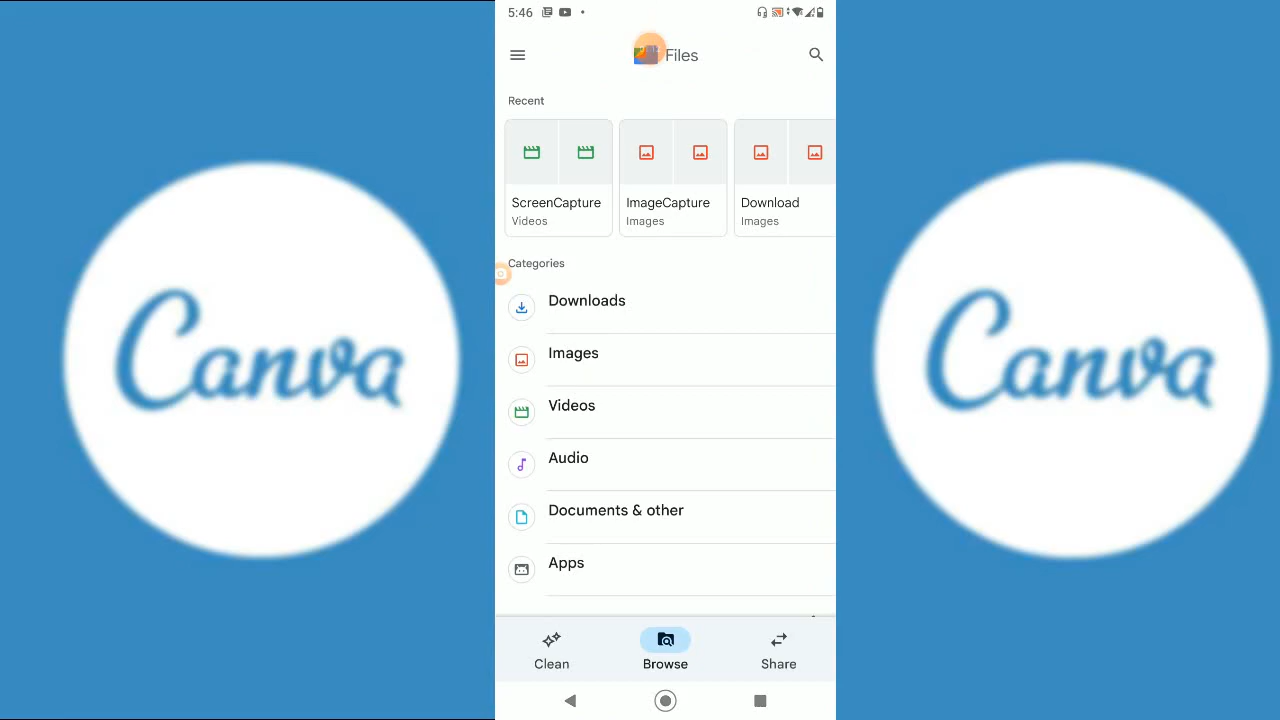 5:46
Files
Recent
ScreenCapture
Videos
ImageCapture
Images
Download
Images
Categories
Downloads
Images
Videos
Audio
Documents & other
Apps
Clean
Browse
Share
Canva
Canva